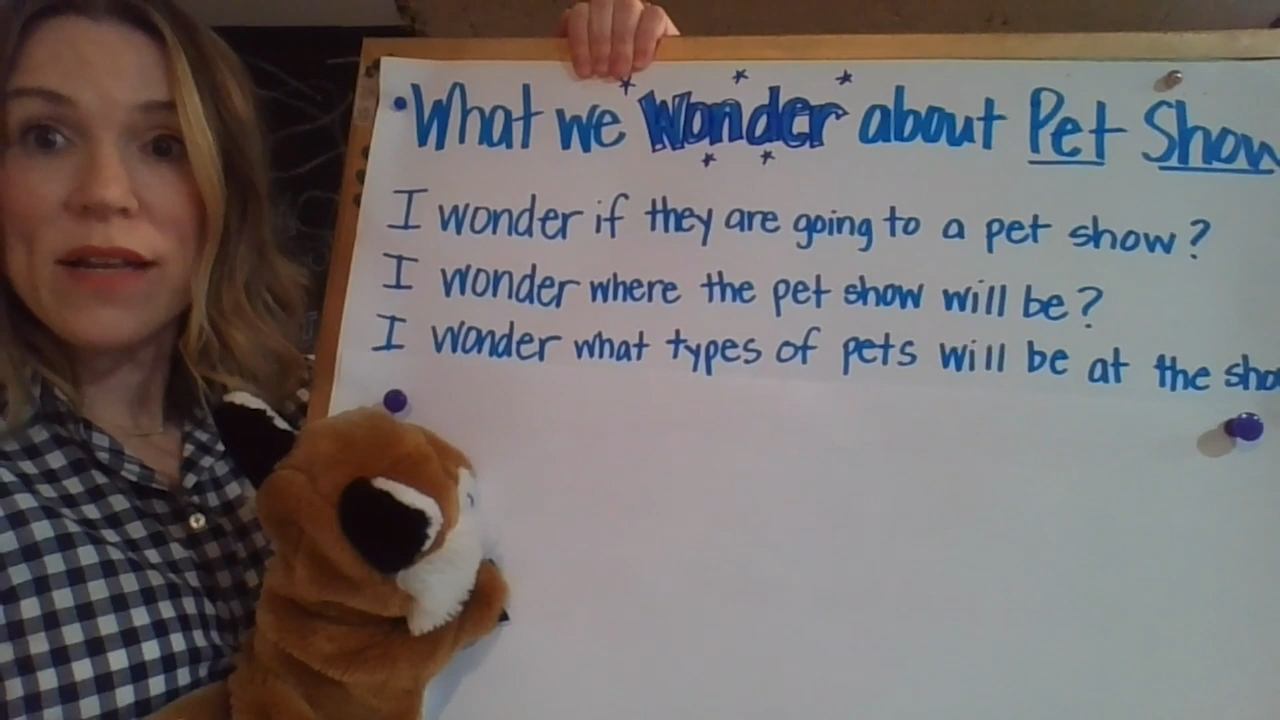 •What we Wonder about Pet Show
I wonder if they are going to a pet show?
I wonder where the pet show will be?
I wonder what types of pets will be at the sho